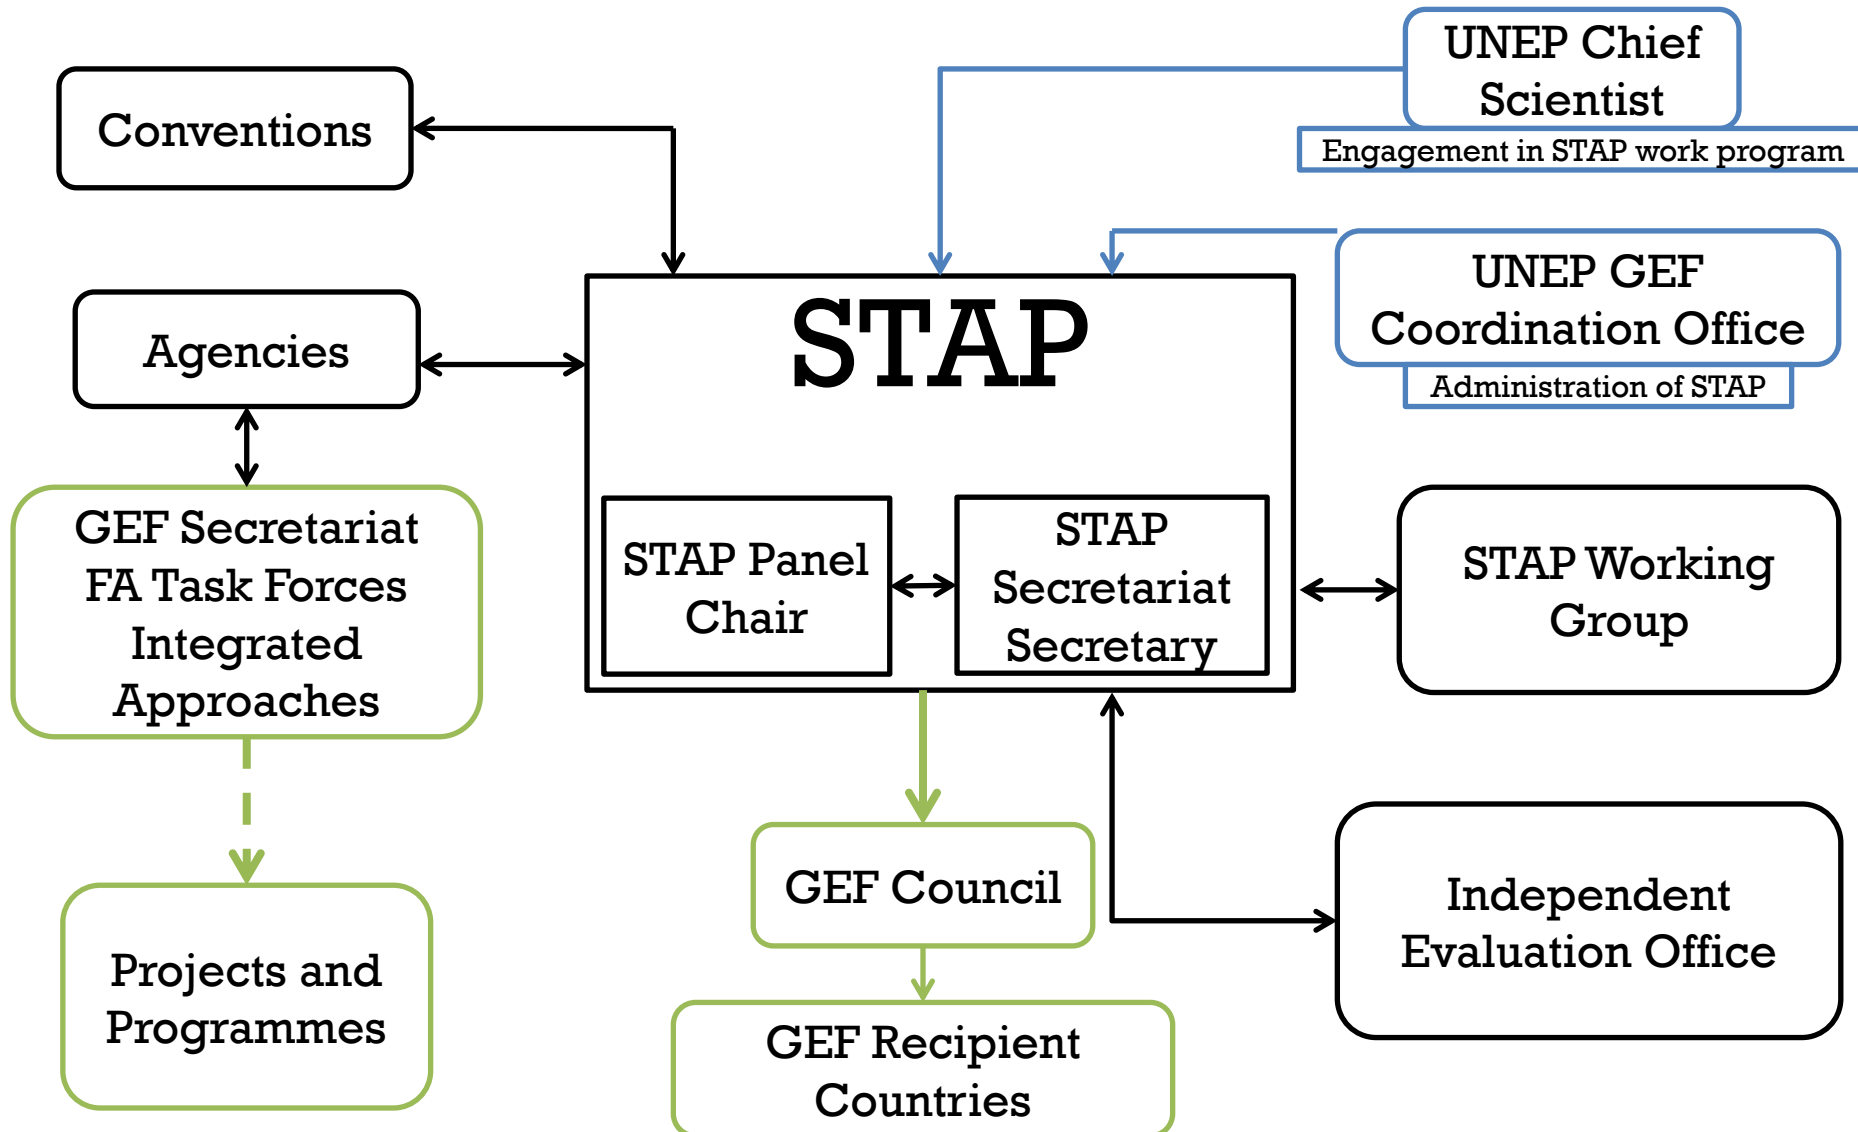 UNEP Chief
Scientist
Engagement in STAP work program
Conventions
UNEP GEF
Coordination Office
Administration of STAP
STAP
Agencies
GEF Secretariat
FA Task Forces
Integrated
Approaches
STAP Panel
Chair
STAP
Secretariat
Secretary
STAP Working
Group
GEF Council
Independent
Evaluation Office
Projects and
Programmes
GEF Recipient
Countries